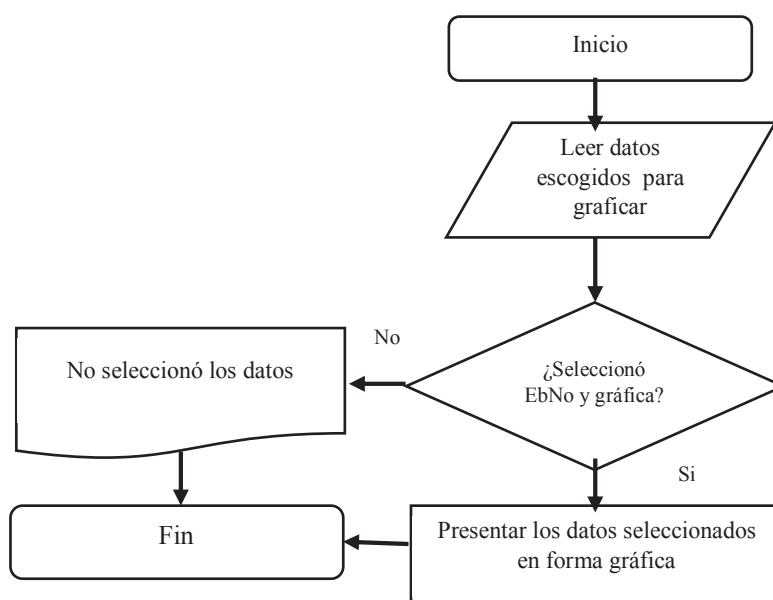 Inicio
Leer datos
escogidos para
graficar
¿Seleccionó
EbNo y gráfica?
No
No seleccionó los datos
Si
Presentar los datos seleccionados
en forma gráfica
Fin